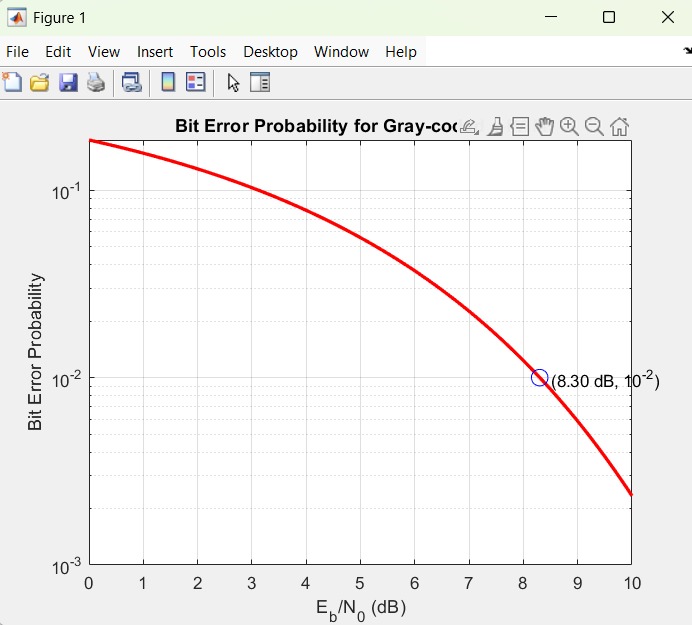 Figure 1
File Edit View Insert Tools Desktop Window Help
Bit Error Probability for Gray-coc
10^-1
10^-2
10^-3
Bit Error Probability
(8.30 dB, 10^-2)
0 1 2 3 4 5 6 7 8 9 10
E_b/N_0 (dB)